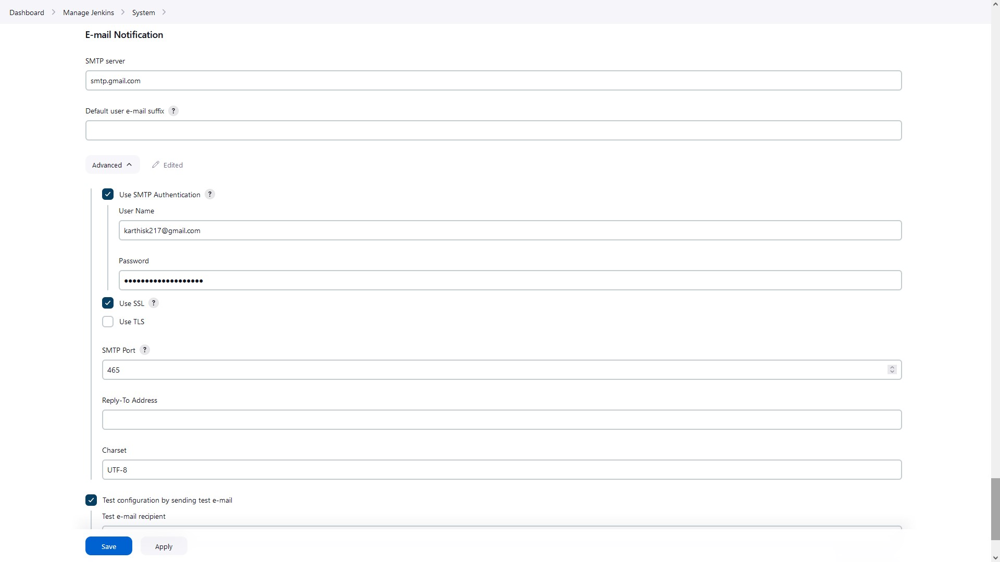 Dashboard > Manage Jenkins > System >
E-mail Notification
SMTP server
smtp.gmail.com
Default user e-mail suffix ?
Advanced Edited
Use SMTP Authentication ?
User Name
karthisk217@gmail.com
Password
•••••••••••••••••••
Use SSL ?
Use TLS
SMTP Port ?
465
Reply-To Address
Charset
UTF-8
Test configuration by sending test e-mail
Test e-mail recipient
Save Apply